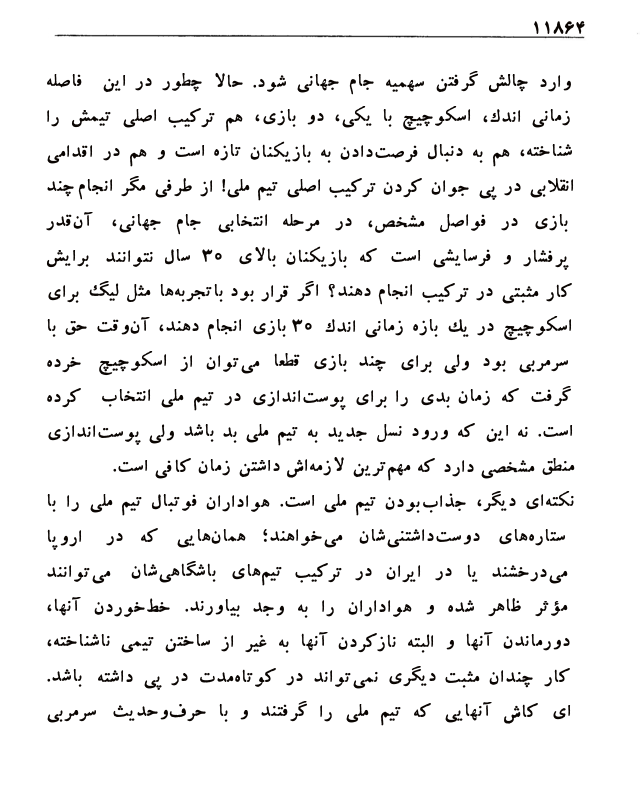 ۱۱۸۶۴
وارد چالش گرفتن سهمیه جام جهانی شود. حالا چطور در این فاصله
زمانی اندك، اسکوچیچ با یکی، دو بازی، هم ترکیب اصلی تیمش را
شناخته، هم به دنبال فرصت‌دادن به بازیکنان تازه است و هم در اقدامی
انقلابی در پی جوان کردن ترکیب اصلی تیم ملی! از طرفی مگر انجام چند
بازی در فواصل مشخص، در مرحله انتخابی جام جهانی، آن‌قدر
پرفشار و فرسایشی است که بازیکنان بالای ۳۰ سال نتوانند برایش
کار مثبتی در ترکیب انجام دهند؟ اگر قرار بود باتجربه‌ها مثل لیگ برای
اسکوچیچ در یك بازه زمانی اندك ۳۰ بازی انجام دهند، آن‌وقت حق با
سرمربی بود ولی برای چند بازی قطعا می‌توان از اسکوچیچ خرده
گرفت که زمان بدی را برای پوست‌اندازی در تیم ملی انتخاب کرده
است. نه این که ورود نسل جدید به تیم ملی بد باشد ولی پوست‌اندازی
منطق مشخصی دارد که مهم‌ترین لازمه‌اش داشتن زمان کافی است.
نکته‌ای دیگر، جذاب‌بودن تیم ملی است. هواداران فوتبال تیم ملی را با
ستاره‌های دوست‌داشتنی‌شان می‌خواهند؛ همان‌هایی که در اروپا
می‌درخشند یا در ایران در ترکیب تیم‌های باشگاهی‌شان می‌توانند
مؤثر ظاهر شده و هواداران را به وجد بیاورند. خط‌خوردن آنها،
دورماندن آنها و البته نازکردن آنها به غیر از ساختن تیمی ناشناخته،
کار چندان مثبت دیگری نمی‌تواند در کوتاه‌مدت در پی داشته باشد.
ای کاش آنهایی که تیم ملی را گرفتند و با حرف‌وحدیث سرمربی